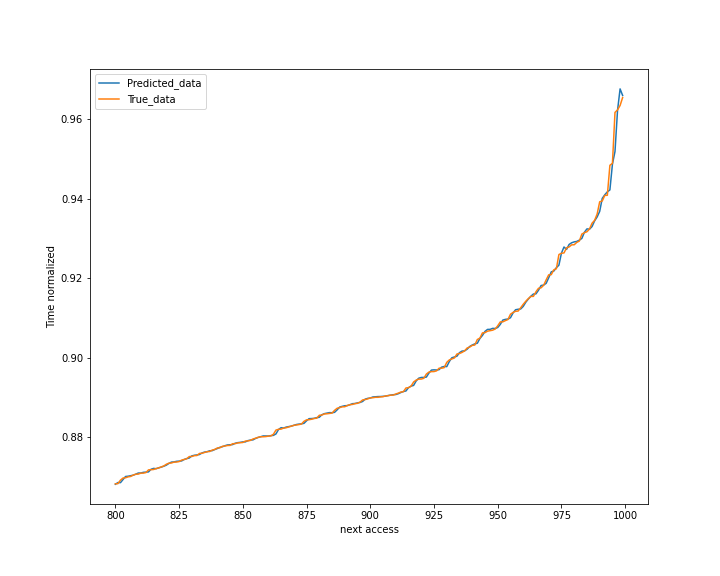 Predicted_data
True_data
0.96
0.94
0.92
0.90
0.88
Time normalized
800 825 850 875 900 925 950 975 1000
next access